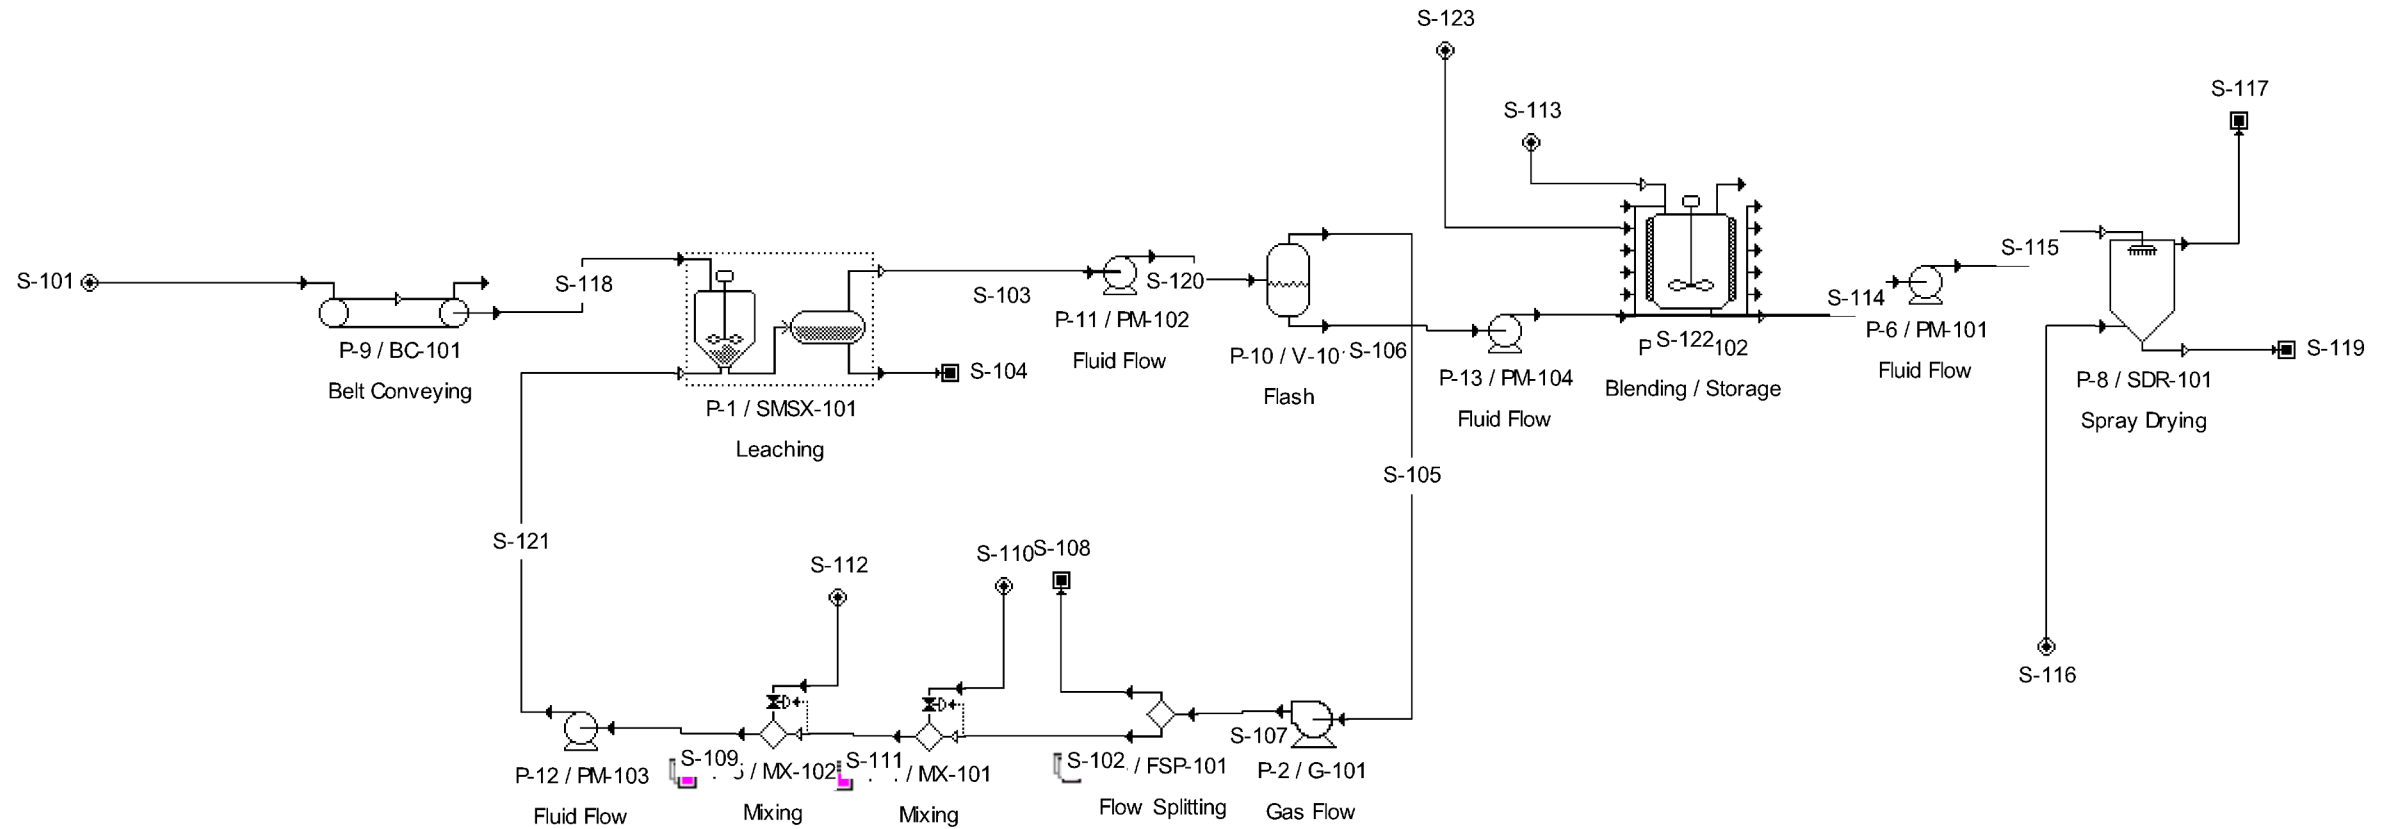 S-123
S-117
S-113
S-101
S-118
S-103
S-120
S-114
S-115
P-9 / BC-101
Belt Conveying
S-104
P-1 / SMSX-101
Leaching
P-11 / PM-102
Fluid Flow
P-10 / V-10
S-106
Flash
P-13 / PM-104
Fluid Flow
P
S-122
102
Blending / Storage
P-6 / PM-101
Fluid Flow
S-119
P-8 / SDR-101
Spray Drying
S-105
S-121
S-112
S-110
S-108
S-116
S-107
P-12 / PM-103
Fluid Flow
S-109
/ MX-102
Mixing
S-111
/ MX-101
Mixing
S-102
/ FSP-101
Flow Splitting
P-2 / G-101
Gas Flow